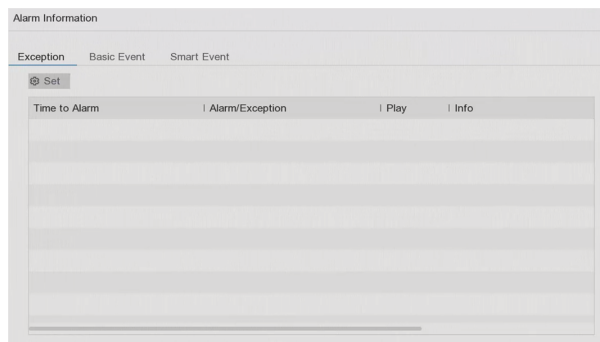 Alarm Information
Exception Basic Event Smart Event
Set
Time to Alarm Alarm/Exception Play Info